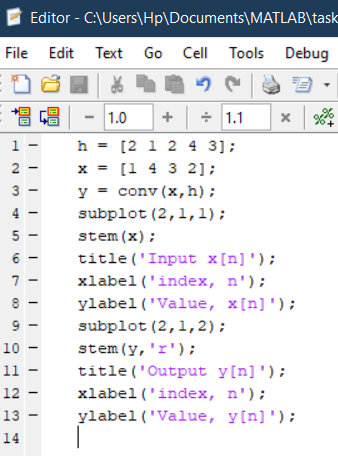 Editor - C:\Users\Hp\Documents\MATLAB\task
File Edit Text Go Cell Tools Debug
− 1.0 + ÷ 1.1 × %%
1 − h = [2 1 2 4 3];
2 − x = [1 4 3 2];
3 − y = conv(x,h);
4 − subplot(2,1,1);
5 − stem(x);
6 − title('Input x[n]');
7 − xlabel('index, n');
8 − ylabel('Value, x[n]');
9 − subplot(2,1,2);
10 − stem(y,'r');
11 − title('Output y[n]');
12 − xlabel('index, n');
13 − ylabel('Value, y[n]');
14